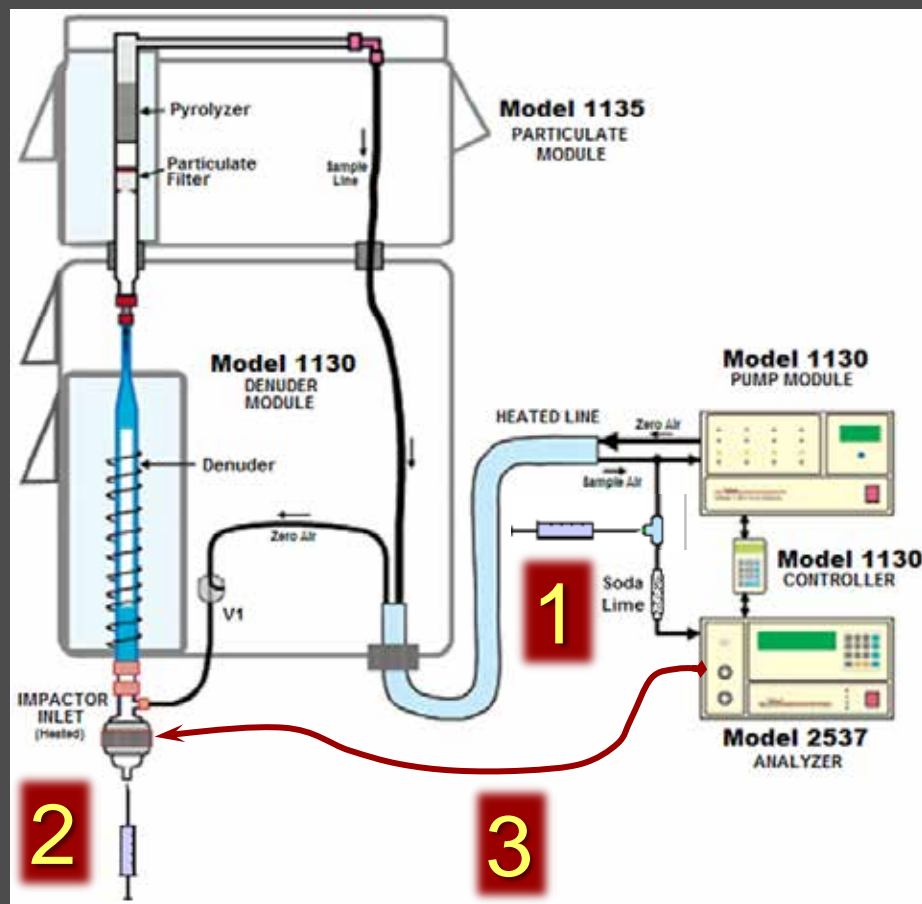 Pyrolyzer
Particulate
Filter
Sample
Line
Model 1135
PARTICULATE
MODULE
Model 1130
DENUDER
MODULE
Denuder
Zero Air
V1
IMPACTOR
INLET
(Heated)
HEATED LINE
Zero Air
Sample Air
Model 1130
PUMP MODULE
Model 1130
CONTROLLER
1
Soda
Lime
Model 2537
ANALYZER
2
3